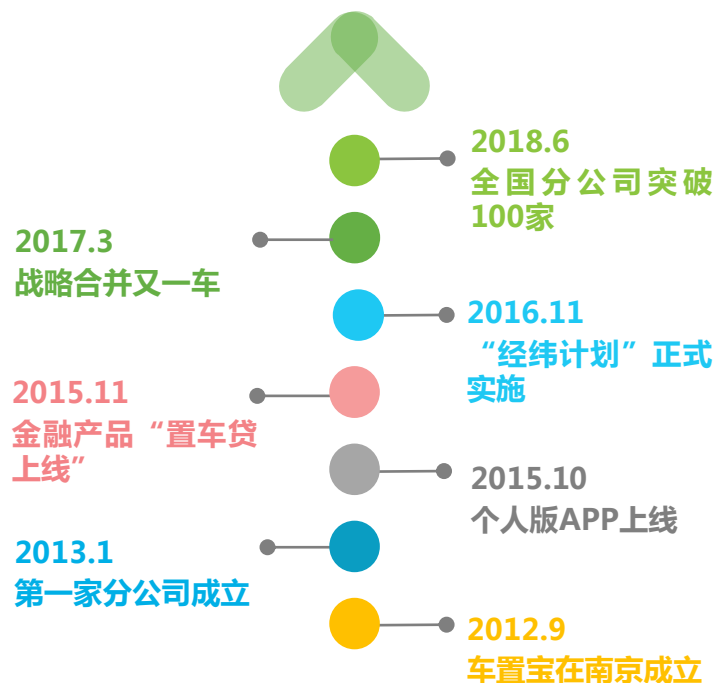 2018.6
全国分公司突破
100家
2017.3
战略合并又一车
2016.11
“经纬计划”正式
实施
2015.11
金融产品“置车贷
上线”
2015.10
个人版APP上线
2013.1
第一家分公司成立
2012.9
车置宝在南京成立